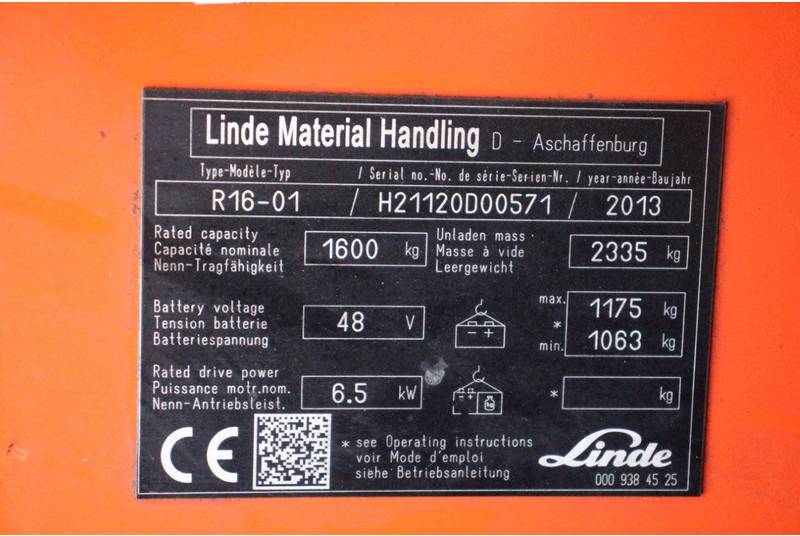 Linde Material Handling D - Aschaffenburg
Type-Modèle-Typ / Serial no.-No. de série-Serien-Nr. / year-année-Baujahr
R16-01 / H21120D00571 / 2013
Rated capacity
Capacité nominale
Nenn-Tragfähigkeit
1600 kg
Unladen mass
Masse à vide
Leergewicht
2335 kg
Battery voltage
Tension batterie
Batteriespannung
48 V
- +
max. 1175 kg
*
min. 1063 kg
Rated drive power
Puissance motr.nom.
Nenn-Antriebsleist.
6.5 kW
- +
kg
* kg
CE
* see Operating instructions
voir Mode d'emploi
siehe Betriebsanleitung
Linde
000 938 45 25